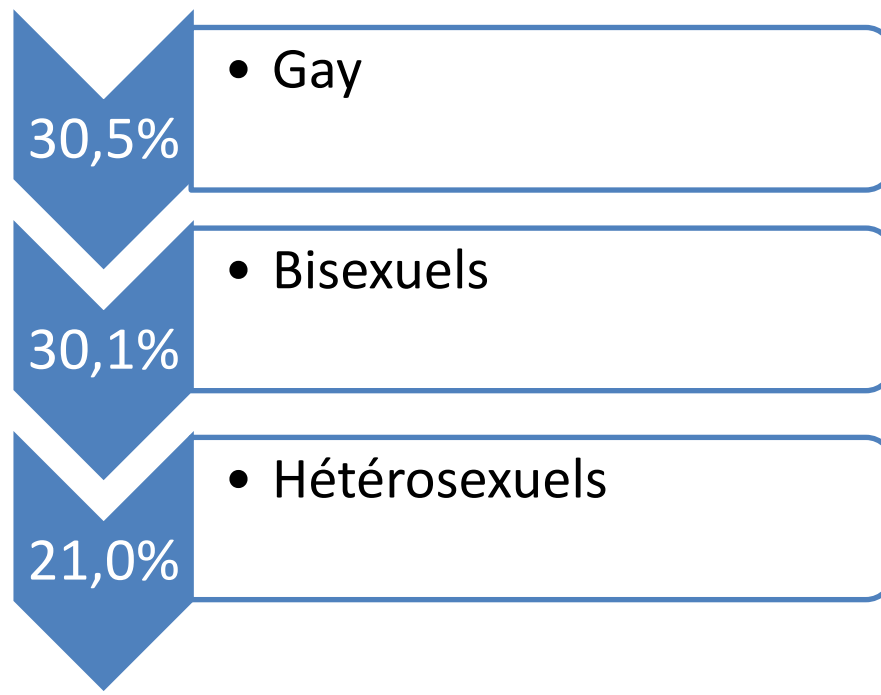 30,5%
• Gay
30,1%
• Bisexuels
21,0%
• Hétérosexuels